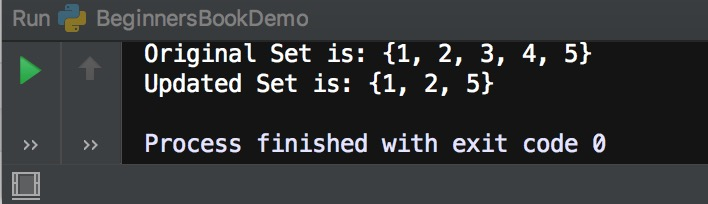 Run BeginnersBookDemo
Original Set is: {1, 2, 3, 4, 5}
Updated Set is: {1, 2, 5}
Process finished with exit code 0